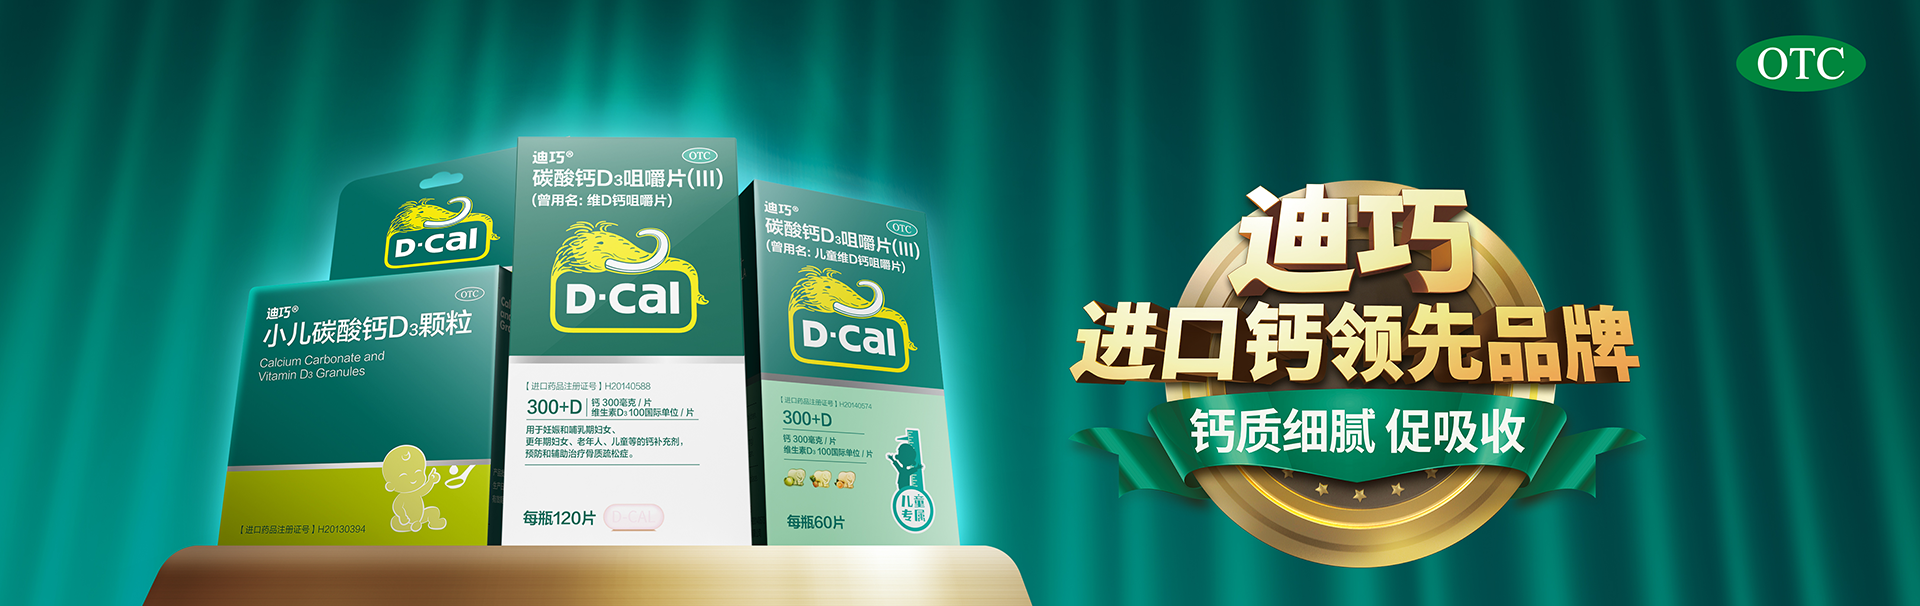 OTC
D·Cal
迪巧®
OTC
小儿碳酸钙D3颗粒
Calcium Carbonate and
Vitamin D3 Granules
【进口药品注册证号】H20130394
迪巧®
OTC
碳酸钙D3咀嚼片(III)
(曾用名: 维D钙咀嚼片)
D·Cal
【进口药品注册证号】H20140588
300+D
钙 300毫克 / 片
维生素D3 100国际单位 / 片
用于妊娠和哺乳期妇女、
更年期妇女、老年人、儿童等的钙补充剂，
预防和辅助治疗骨质疏松症。
每瓶120片
D-CAL
迪巧®
OTC
碳酸钙D3咀嚼片(III)
(曾用名: 儿童维D钙咀嚼片)
D·Cal
【进口药品注册证号】H20140574
300+D
钙 300毫克 / 片
维生素D3 100国际单位 / 片
儿童
专属
每瓶60片
迪巧
进口钙领先品牌
钙质细腻 促吸收